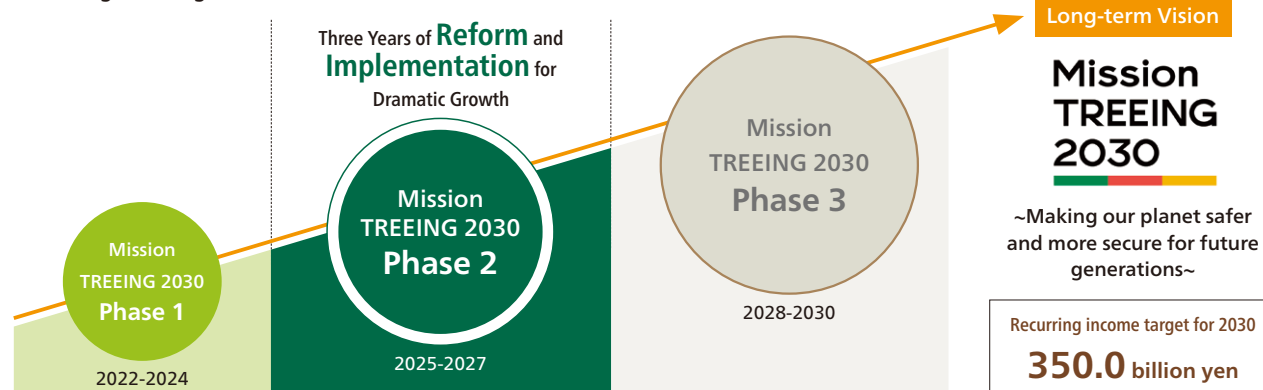 Three Years of Reform and
Implementation for
Dramatic Growth
Mission
TREEING 2030
Phase 1
2022-2024
Mission
TREEING 2030
Phase 2
2025-2027
Mission
TREEING 2030
Phase 3
2028-2030
Long-term Vision
Mission
TREEING
2030
~Making our planet safer
and more secure for future
generations~
Recurring income target for 2030
350.0 billion yen